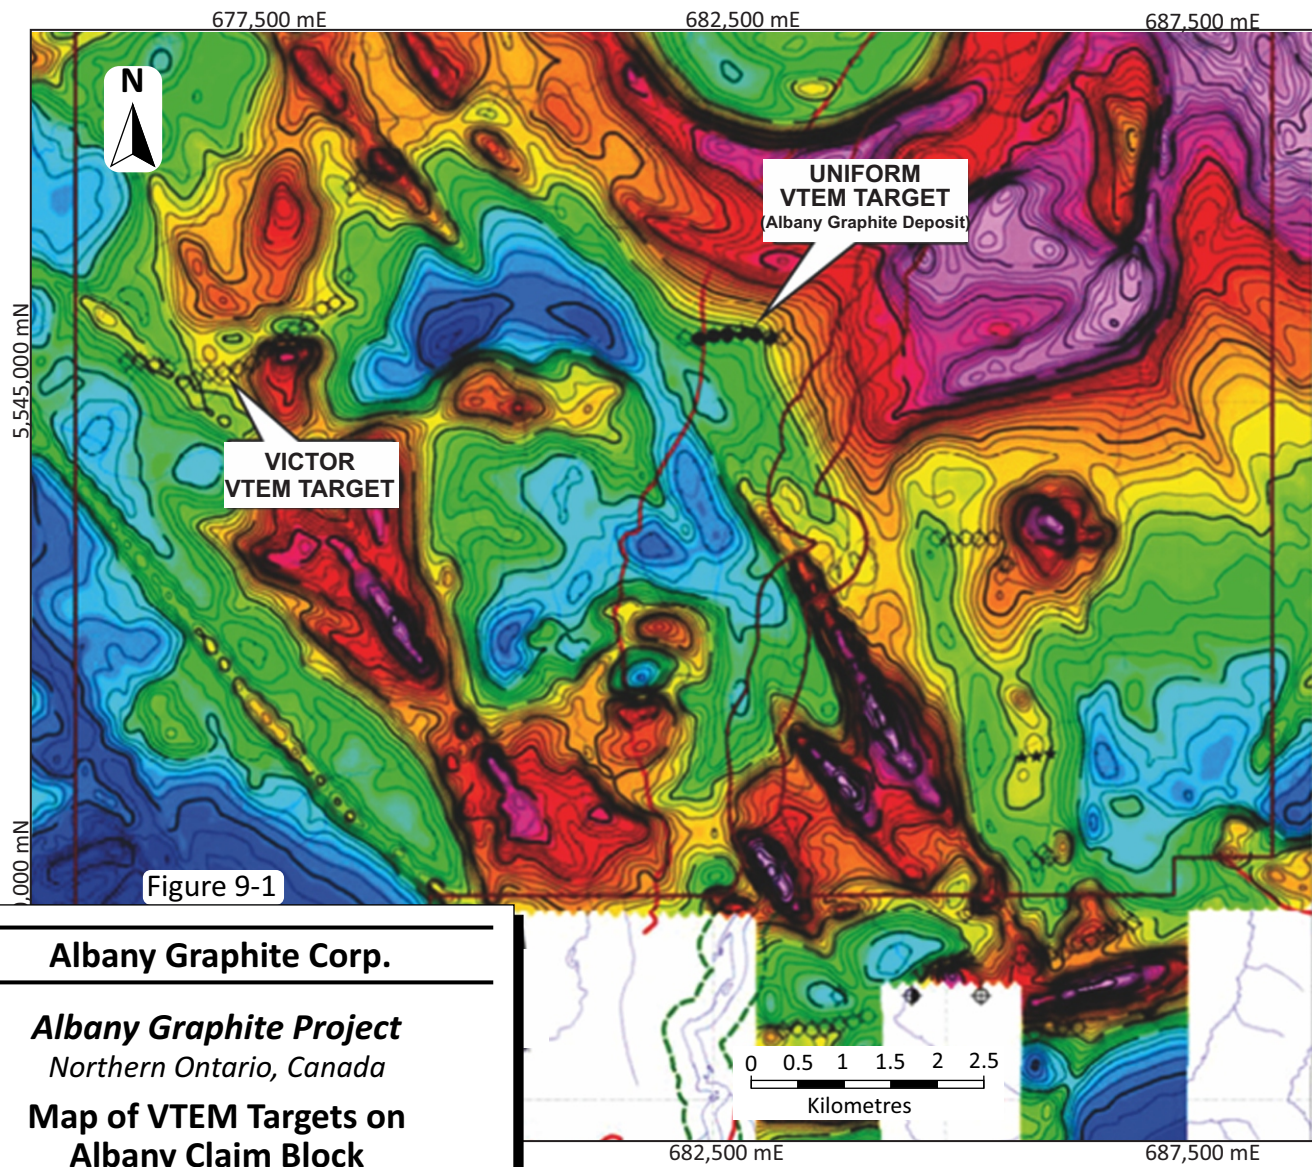 677,500 mE
682,500 mE
687,500 mE
N
UNIFORM
VTEM TARGET
(Albany Graphite Deposit)
5,545,000 mN
VICTOR
VTEM TARGET
,000 mN
Figure 9-1
Albany Graphite Corp.
Albany Graphite Project
Northern Ontario, Canada
Map of VTEM Targets on
Albany Claim Block
0 0.5 1 1.5 2 2.5
Kilometres
682,500 mE
687,500 mE